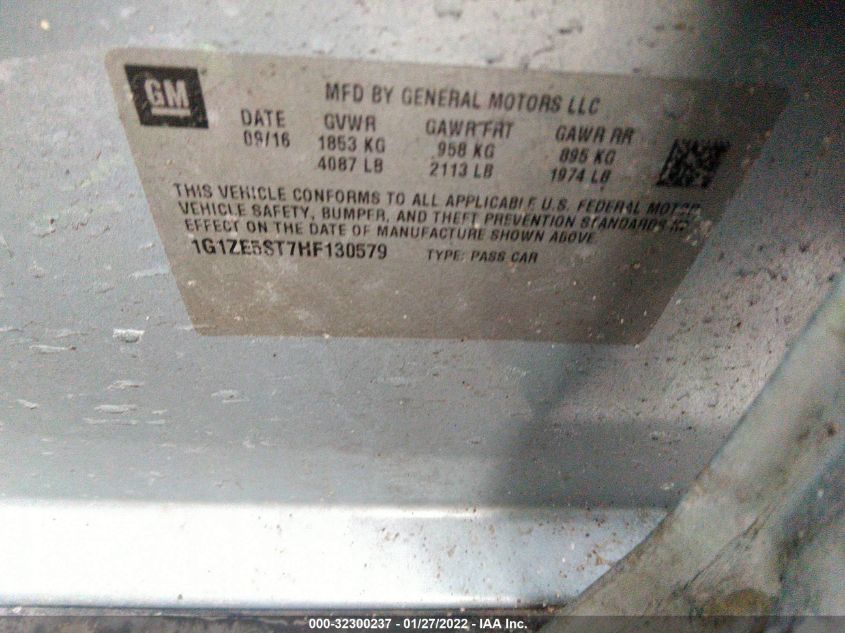 GM
MFD BY GENERAL MOTORS LLC
DATE GVWR GAWR FRT GAWR RR
09/16 1853 KG 958 KG 895 KG
4087 LB 2113 LB 1974 LB
THIS VEHICLE CONFORMS TO ALL APPLICABLE U.S. FEDERAL MOTOR
VEHICLE SAFETY, BUMPER, AND THEFT PREVENTION STANDARDS IN
EFFECT ON THE DATE OF MANUFACTURE SHOWN ABOVE
1G1ZE5ST7HF130579 TYPE: PASS CAR
000-32300237 - 01/27/2022 - IAA Inc.